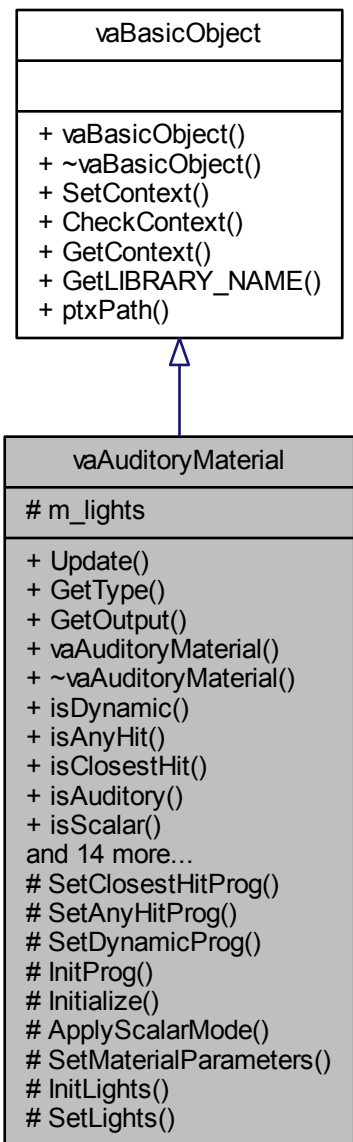 vaBasicObject
+ vaBasicObject()
+ ~vaBasicObject()
+ SetContext()
+ CheckContext()
+ GetContext()
+ GetLIBRARY_NAME()
+ ptxPath()
vaAuditoryMaterial
# m_lights
+ Update()
+ GetType()
+ GetOutput()
+ vaAuditoryMaterial()
+ ~vaAuditoryMaterial()
+ isDynamic()
+ isAnyHit()
+ isClosestHit()
+ isAuditory()
+ isScalar()
and 14 more...
# SetClosestHitProg()
# SetAnyHitProg()
# SetDynamicProg()
# InitProg()
# Initialize()
# ApplyScalarMode()
# SetMaterialParameters()
# InitLights()
# SetLights()